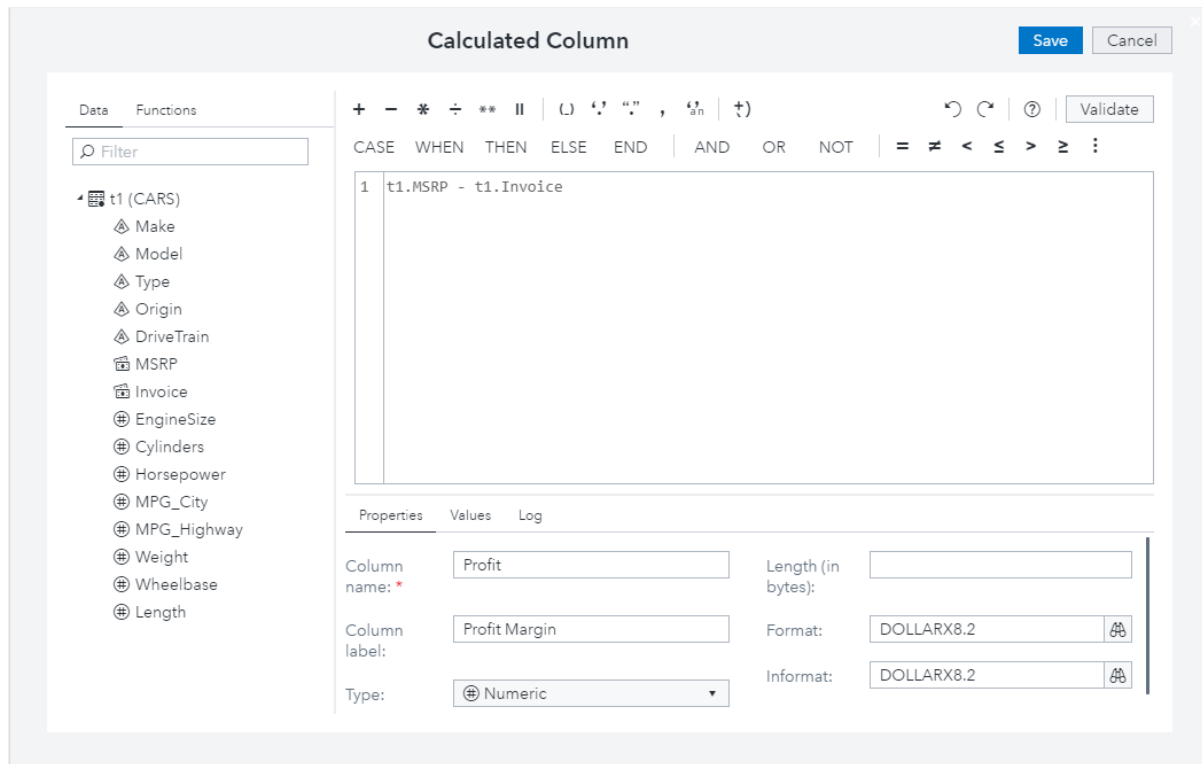 Calculated Column
Save Cancel
Data Functions
Filter
t1 (CARS)
Make
Model
Type
Origin
DriveTrain
MSRP
Invoice
EngineSize
Cylinders
Horsepower
MPG_City
MPG_Highway
Weight
Wheelbase
Length
+ − * ÷ ** || (,) ‘,’ “,” , ‘,’an +)
Validate
CASE WHEN THEN ELSE END AND OR NOT = ≠ < ≤ > ≥
1 t1.MSRP - t1.Invoice
Properties Values Log
Column name: * Profit
Column label: Profit Margin
Type: Numeric
Length (in bytes):
Format: DOLLARX8.2
Informat: DOLLARX8.2